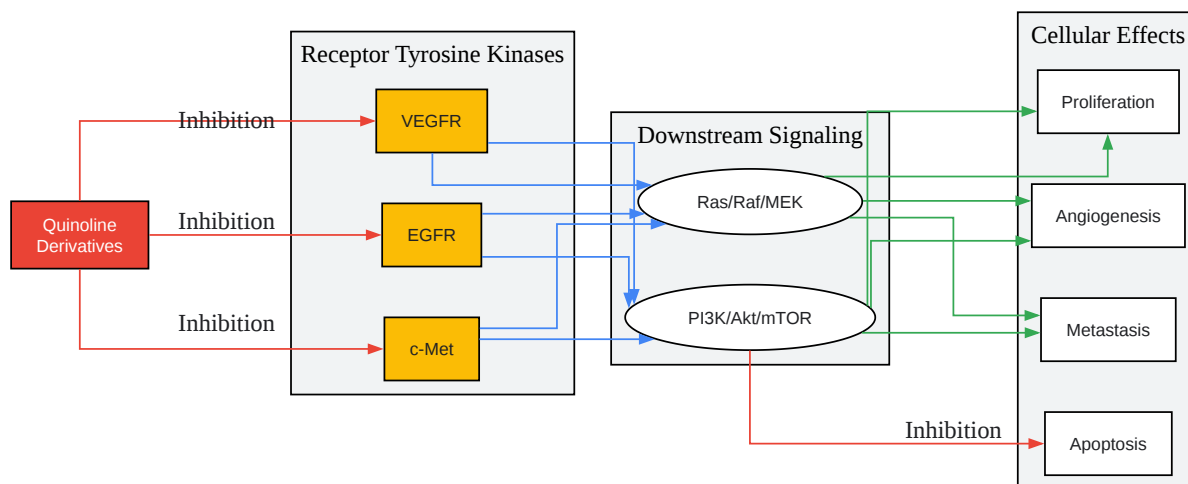 Receptor Tyrosine Kinases
Cellular Effects
Downstream Signaling
Quinoline
Derivatives
Inhibition
Inhibition
Inhibition
VEGFR
EGFR
c-Met
Ras/Raf/MEK
PI3K/Akt/mTOR
Inhibition
Proliferation
Angiogenesis
Metastasis
Apoptosis